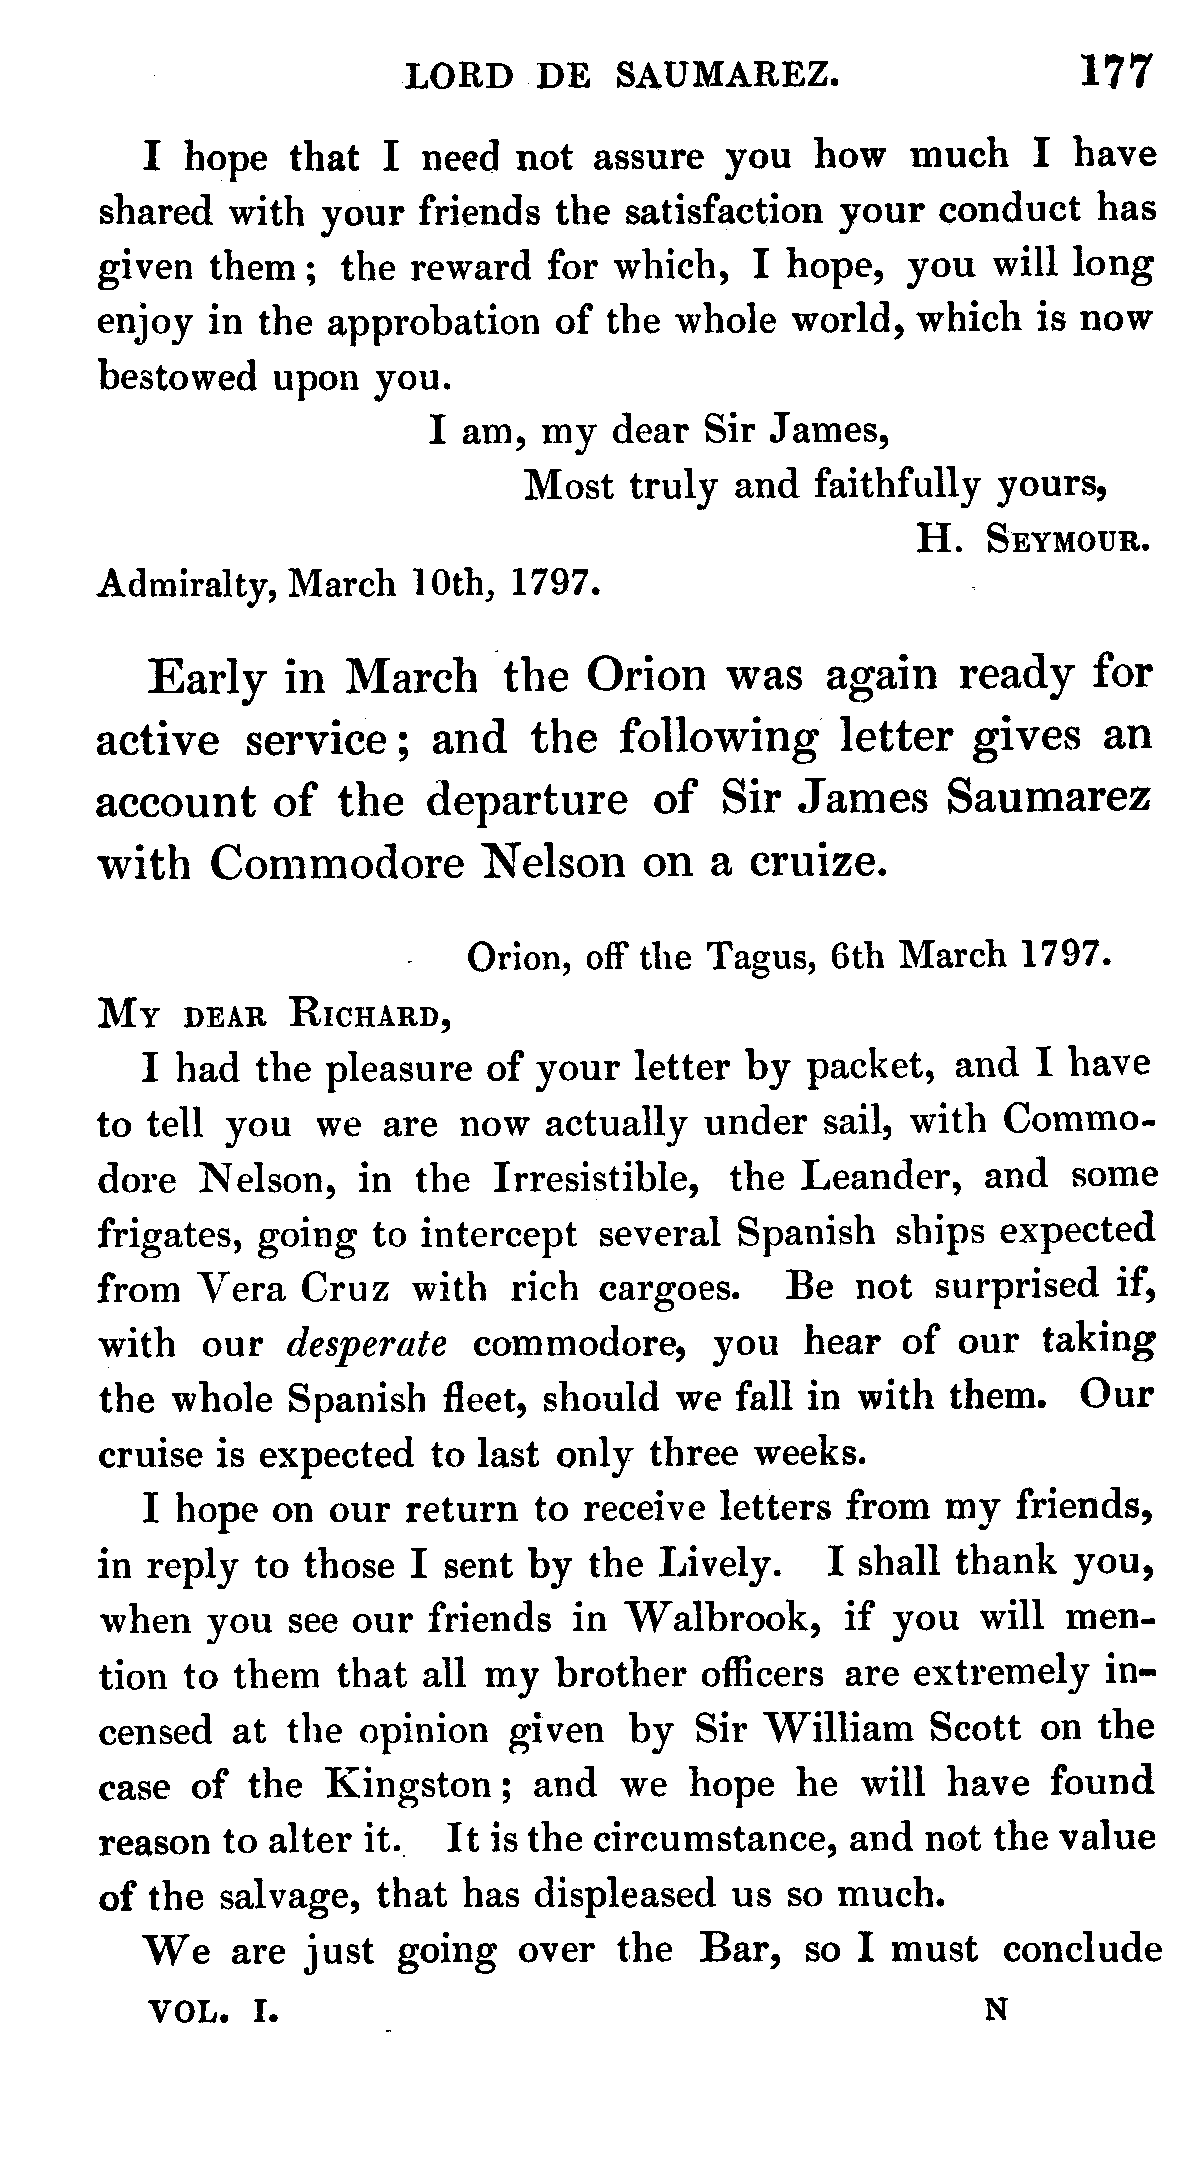 LORD DE SAUMAREZ. 177
I hope that I need not assure you how much I have
shared with your friends the satisfaction your conduct has
given them; the reward for which, I hope, you will long
enjoy in the approbation of the whole world, which is now
bestowed upon you.
I am, my dear Sir James,
Most truly and faithfully yours,
H. SEYMOUR.
Admiralty, March 10th, 1797.
Early in March the Orion was again ready for
active service; and the following letter gives an
account of the departure of Sir James Saumarez
with Commodore Nelson on a cruize.
Orion, off the Tagus, 6th March 1797.
MY DEAR RICHARD,
I had the pleasure of your letter by packet, and I have
to tell you we are now actually under sail, with Commo-
dore Nelson, in the Irresistible, the Leander, and some
frigates, going to intercept several Spanish ships expected
from Vera Cruz with rich cargoes. Be not surprised if,
with our desperate commodore, you hear of our taking
the whole Spanish fleet, should we fall in with them. Our
cruise is expected to last only three weeks.
I hope on our return to receive letters from my friends,
in reply to those I sent by the Lively. I shall thank you,
when you see our friends in Walbrook, if you will men-
tion to them that all my brother officers are extremely in-
censed at the opinion given by Sir William Scott on the
case of the Kingston; and we hope he will have found
reason to alter it. It is the circumstance, and not the value
of the salvage, that has displeased us so much.
We are just going over the Bar, so I must conclude
VOL. I. N